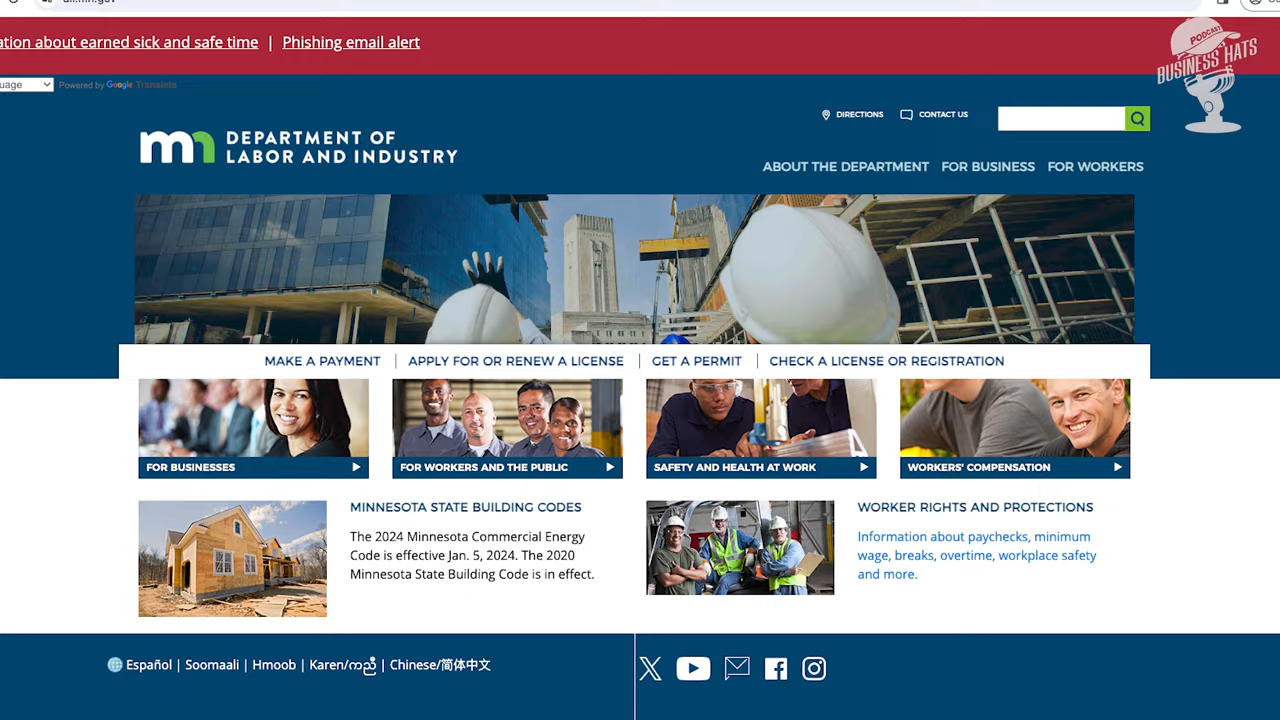 ation about earned sick and safe time | Phishing email alert
PODCAST
BUSINESS HATS
uage
Powered by Google Translate
DIRECTIONS
CONTACT US
mn DEPARTMENT OF
LABOR AND INDUSTRY
ABOUT THE DEPARTMENT
FOR BUSINESS
FOR WORKERS
MAKE A PAYMENT | APPLY FOR OR RENEW A LICENSE | GET A PERMIT | CHECK A LICENSE OR REGISTRATION
FOR BUSINESSES
FOR WORKERS AND THE PUBLIC
SAFETY AND HEALTH AT WORK
WORKERS' COMPENSATION
MINNESOTA STATE BUILDING CODES
The 2024 Minnesota Commercial Energy
Code is effective Jan. 5, 2024. The 2020
Minnesota State Building Code is in effect.
WORKER RIGHTS AND PROTECTIONS
Information about paychecks, minimum
wage, breaks, overtime, workplace safety
and more.
Español | Soomaali | Hmoob | Karen/ကညီ | Chinese/简体中文